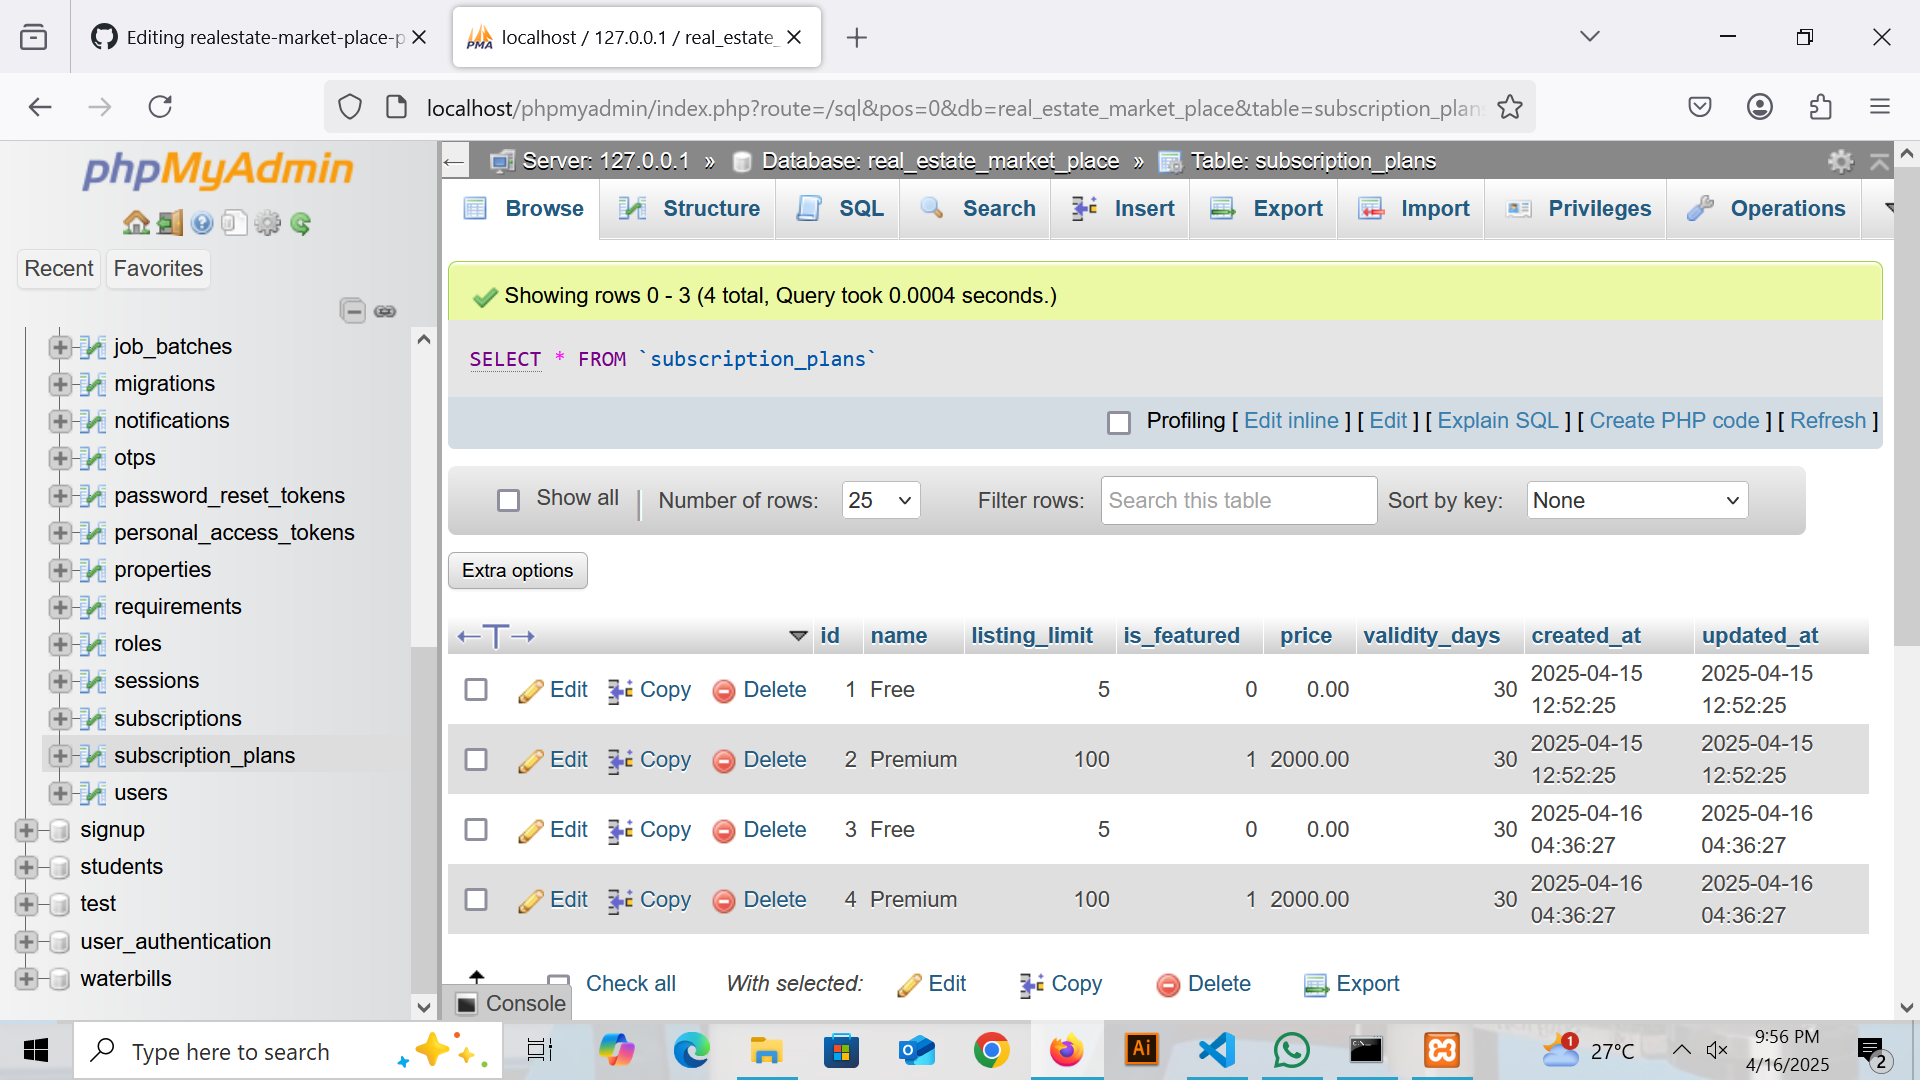 Editing realestate-market-place-p
localhost / 127.0.0.1 / real_estate_
localhost/phpmyadmin/index.php?route=/sql&pos=0&db=real_estate_market_place&table=subscription_plans
phpMyAdmin
Recent
Favorites
job_batches
migrations
notifications
otps
password_reset_tokens
personal_access_tokens
properties
requirements
roles
sessions
subscriptions
subscription_plans
users
signup
students
test
user_authentication
waterbills
Server: 127.0.0.1 » Database: real_estate_market_place » Table: subscription_plans
Browse Structure SQL Search Insert Export Import Privileges Operations
Showing rows 0 - 3 (4 total, Query took 0.0004 seconds.)
SELECT * FROM `subscription_plans`
Profiling [ Edit inline ] [ Edit ] [ Explain SQL ] [ Create PHP code ] [ Refresh ]
Show all Number of rows: 25 Filter rows: Search this table Sort by key: None
Extra options
←T→ id name listing_limit is_featured price validity_days created_at updated_at
Edit Copy Delete 1 Free 5 0 0.00 30 2025-04-15 12:52:25 2025-04-15 12:52:25
Edit Copy Delete 2 Premium 100 1 2000.00 30 2025-04-15 12:52:25 2025-04-15 12:52:25
Edit Copy Delete 3 Free 5 0 0.00 30 2025-04-16 04:36:27 2025-04-16 04:36:27
Edit Copy Delete 4 Premium 100 1 2000.00 30 2025-04-16 04:36:27 2025-04-16 04:36:27
Check all With selected: Edit Copy Delete Export
Console
Type here to search
Ai
1
27°C
9:56 PM
4/16/2025
2